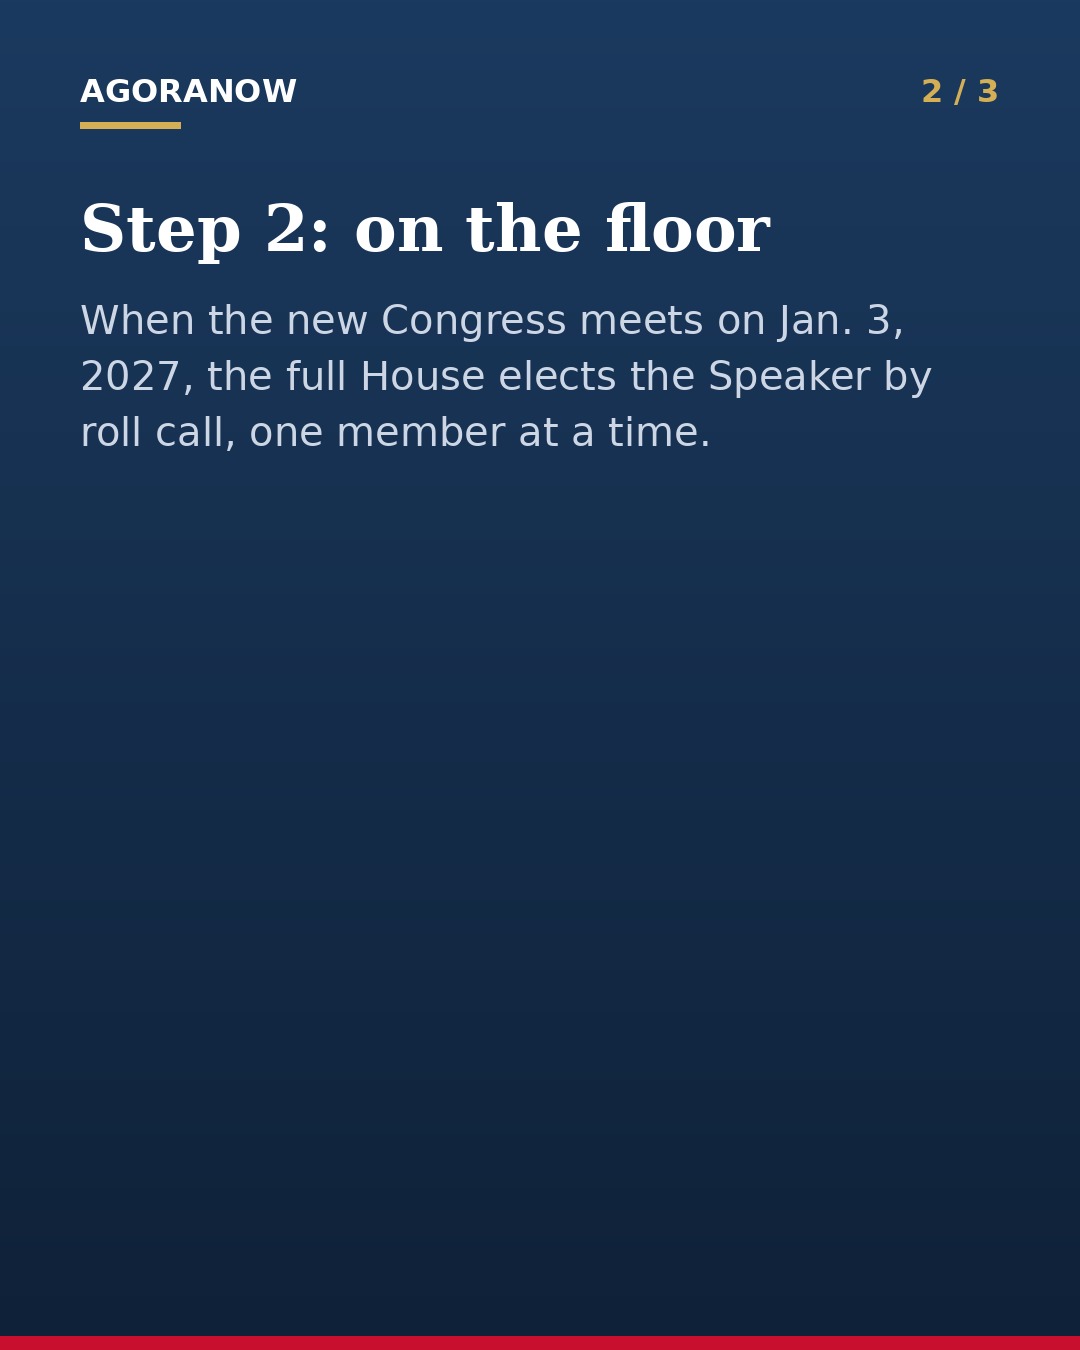 AGORANOW
2 / 3
Step 2: on the floor
When the new Congress meets on Jan. 3,
2027, the full House elects the Speaker by
roll call, one member at a time.